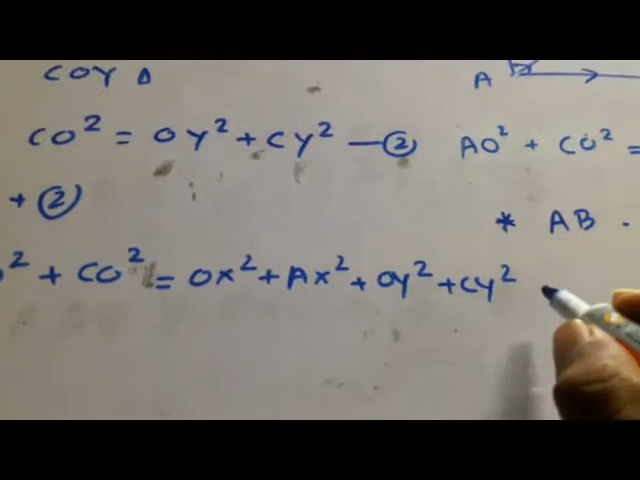 COY Δ
A
CO² = OY² + CY² — ②
AO² + CO² =
+ ②
* AB
² + CO² = OX² + AX² + OY² + CY²